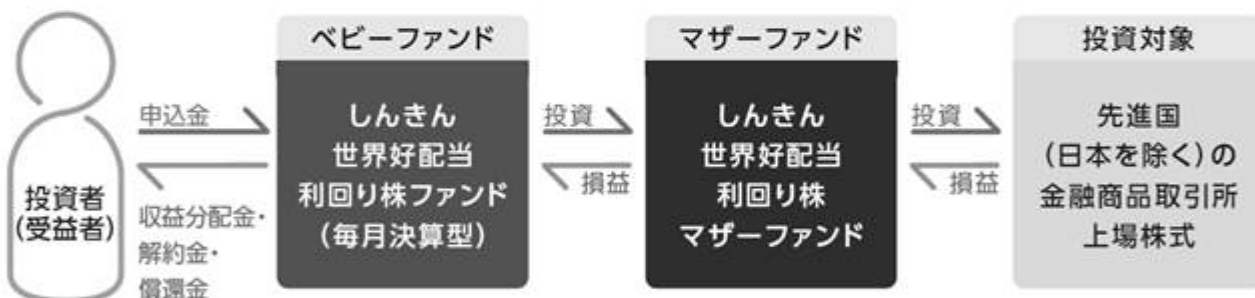 投資者
(受益者)
申込金
収益分配金・
解約金・
償還金
ベビーファンド
しんきん
世界好配当
利回り株ファンド
(毎月決算型)
投資
損益
マザーファンド
しんきん
世界好配当
利回り株
マザーファンド
投資
損益
投資対象
先進国
(日本を除く)の
金融商品取引所
上場株式